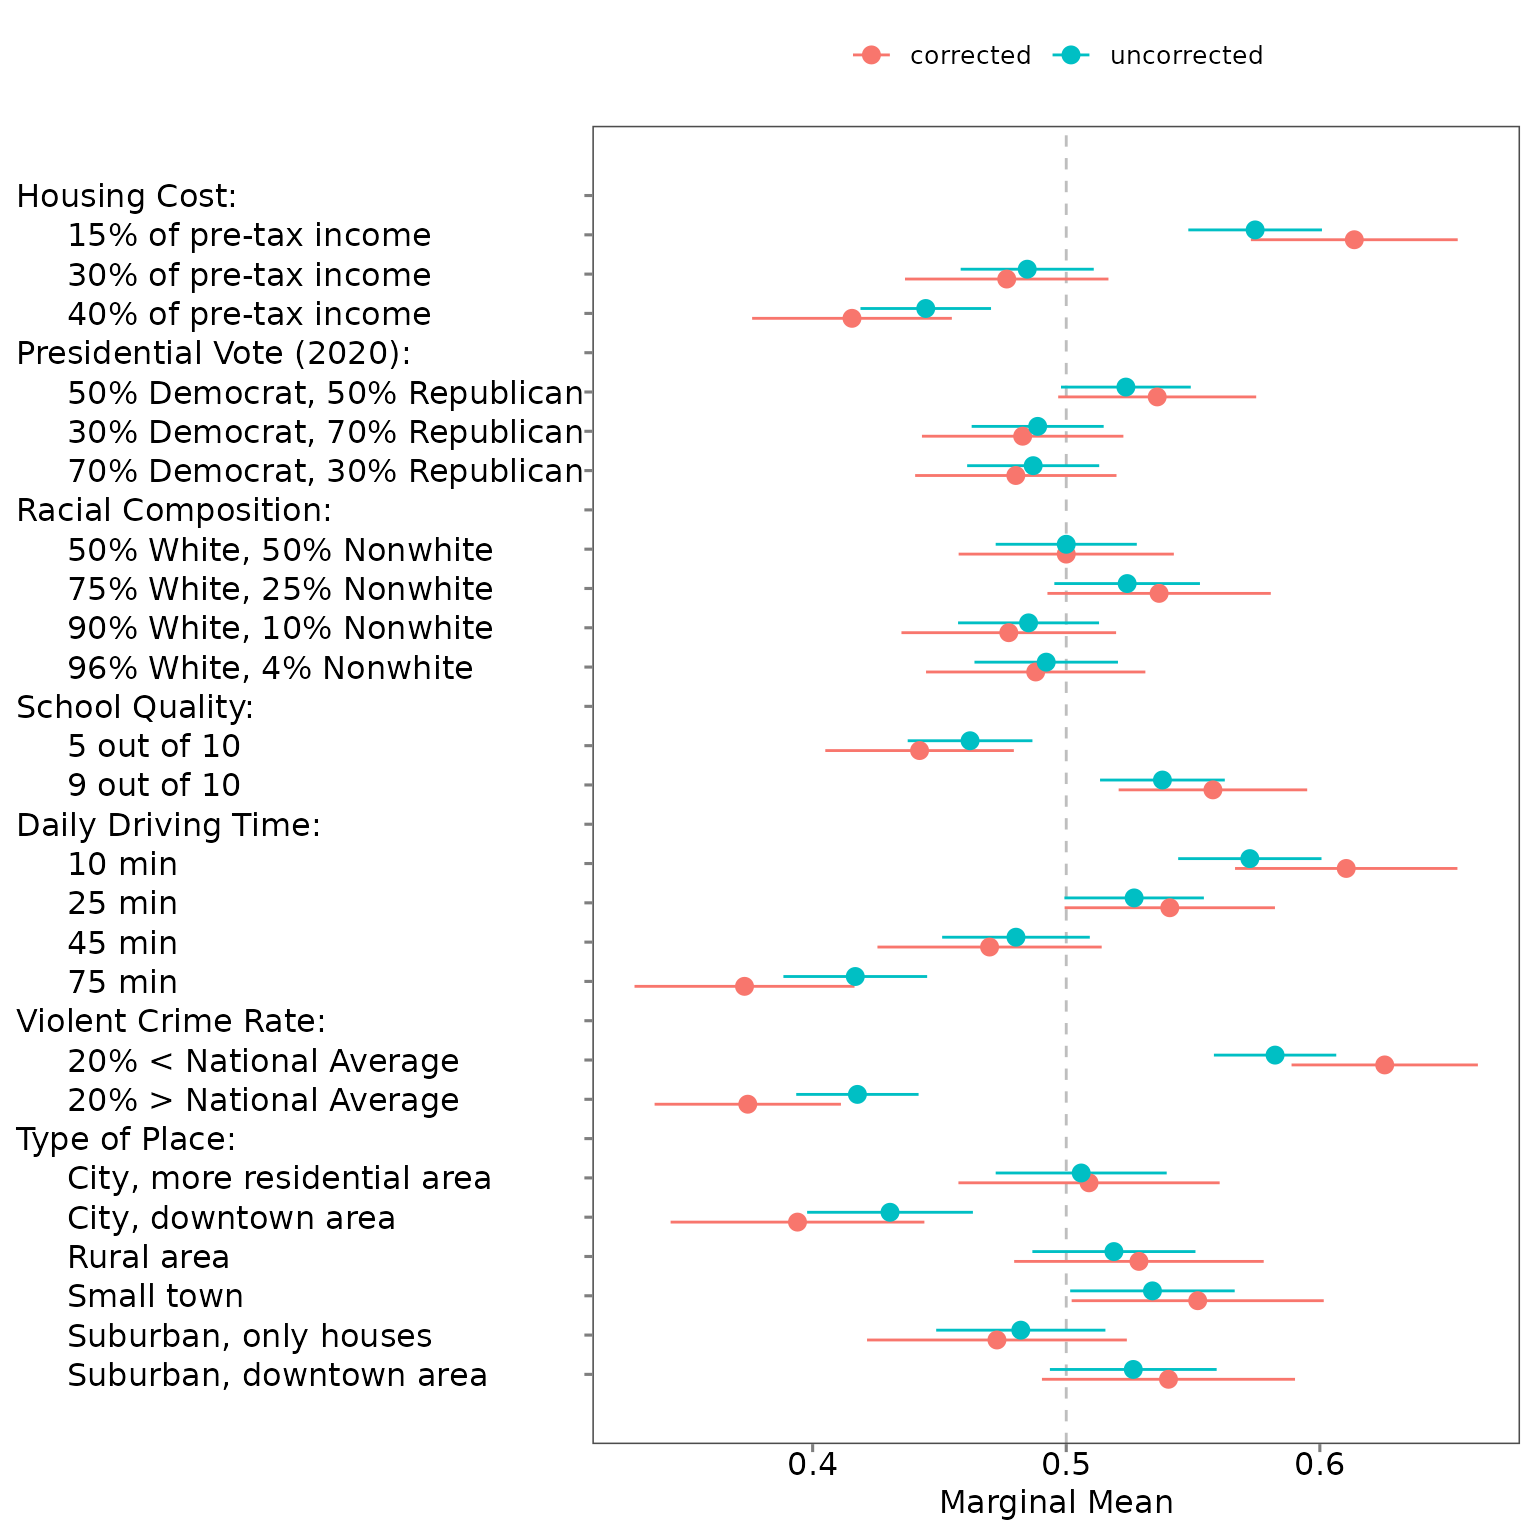 corrected uncorrected
Housing Cost:
15% of pre-tax income
30% of pre-tax income
40% of pre-tax income
Presidential Vote (2020):
50% Democrat, 50% Republican
30% Democrat, 70% Republican
70% Democrat, 30% Republican
Racial Composition:
50% White, 50% Nonwhite
75% White, 25% Nonwhite
90% White, 10% Nonwhite
96% White, 4% Nonwhite
School Quality:
5 out of 10
9 out of 10
Daily Driving Time:
10 min
25 min
45 min
75 min
Violent Crime Rate:
20% < National Average
20% > National Average
Type of Place:
City, more residential area
City, downtown area
Rural area
Small town
Suburban, only houses
Suburban, downtown area
0.4 0.5 0.6
Marginal Mean